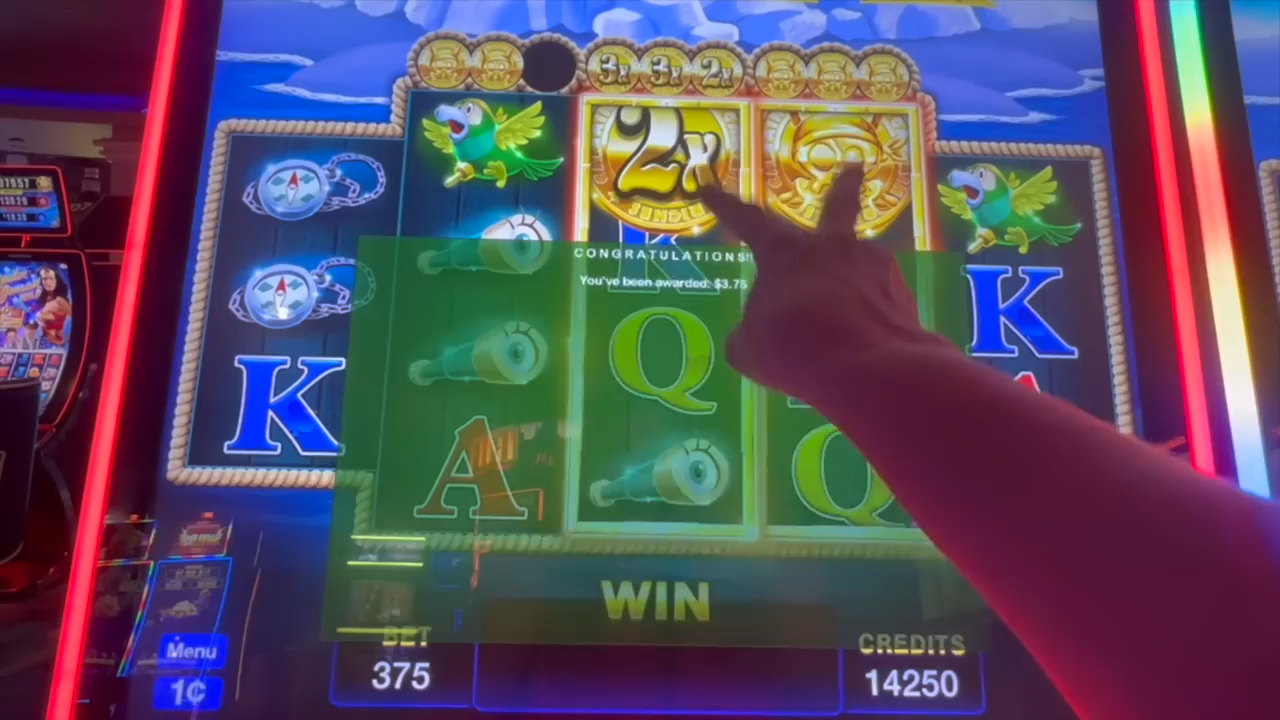 3x 3x 2x
2x
K
CONGRATULATIONS!!
You've been awarded: $3.75
K
Q
K
A
Q
WIN
BET
CREDITS
375
14250
Menu
1¢